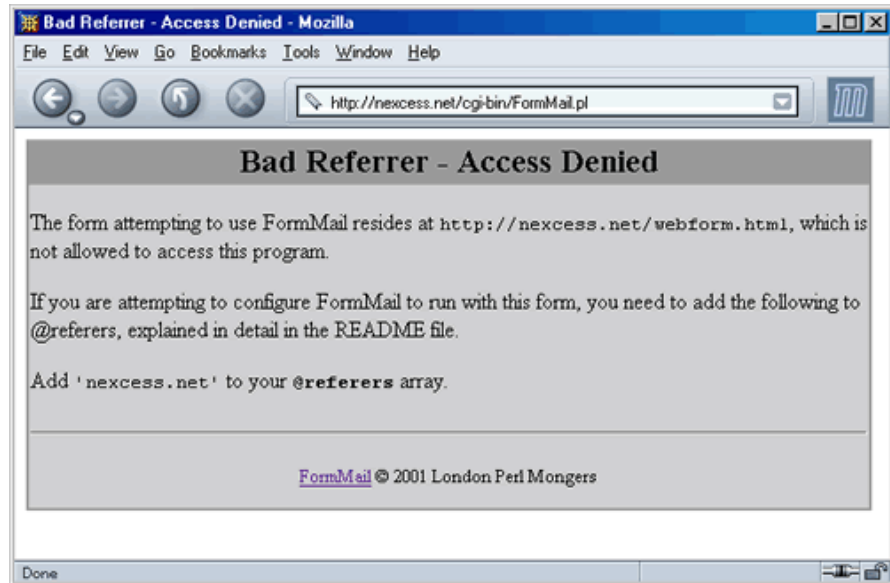 Bad Referrer - Access Denied - Mozilla
File Edit View Go Bookmarks Tools Window Help
http://nexcess.net/cgi-bin/FormMail.pl
Bad Referrer - Access Denied
The form attempting to use FormMail resides at http://nexcess.net/webform.html, which is
not allowed to access this program.
If you are attempting to configure FormMail to run with this form, you need to add the following to
@referers, explained in detail in the README file.
Add 'nexcess.net' to your @referers array.
FormMail © 2001 London Perl Mongers
Done